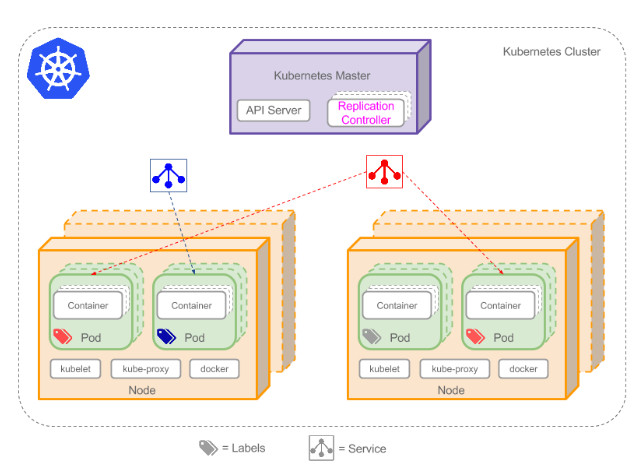 Kubernetes Cluster
Kubernetes Master
API Server
Replication
Controller
Container
Container
Container
Container
Pod
Pod
Pod
Pod
kubelet
kube-proxy
docker
kubelet
kube-proxy
docker
Node
Node
= Labels
= Service